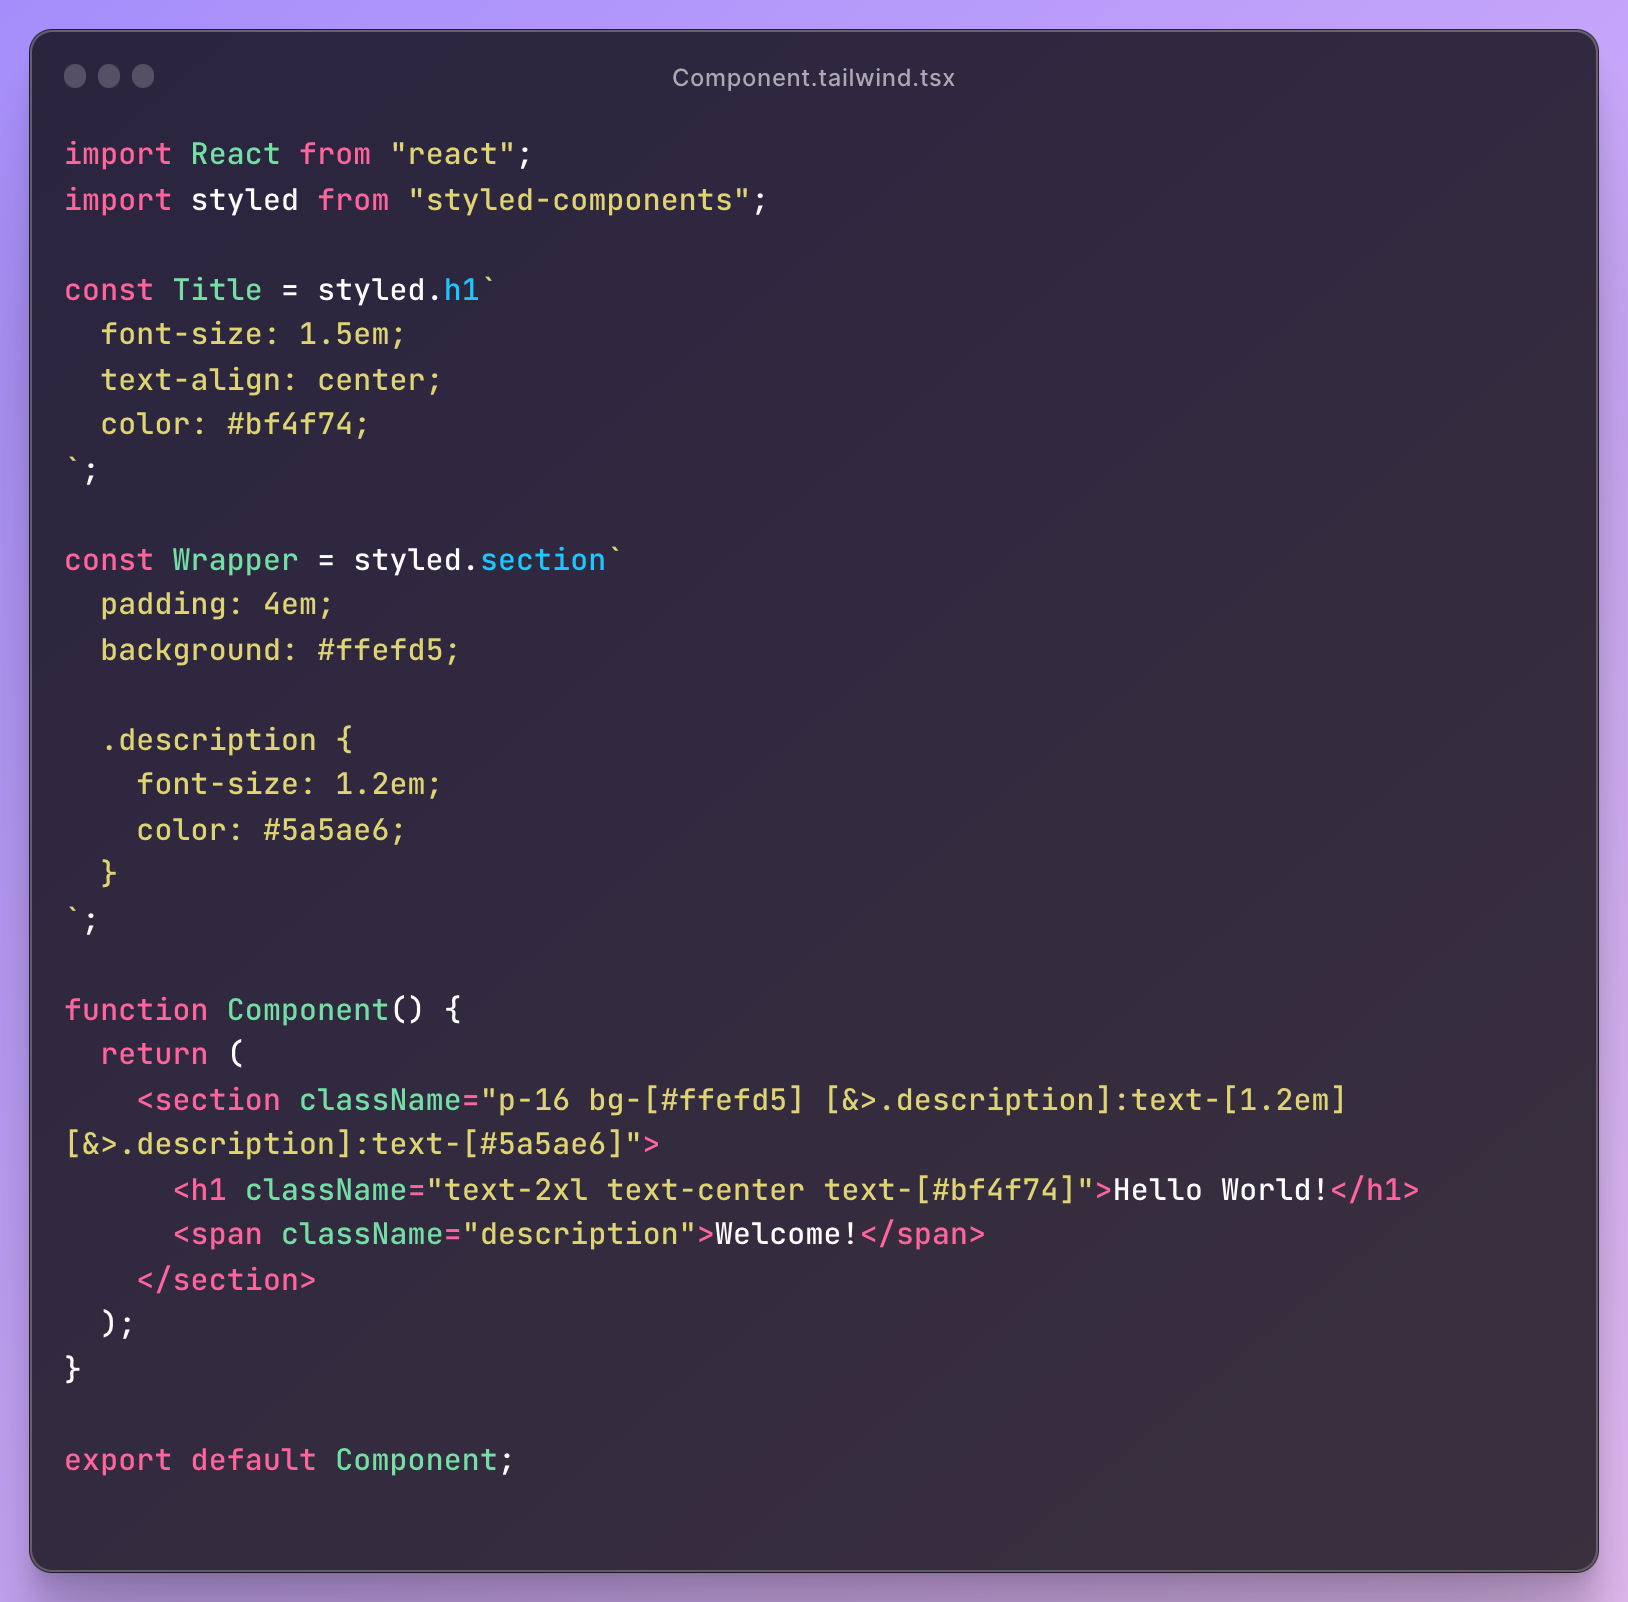 Component.tailwind.tsx
import React from "react";
import styled from "styled-components";

const Title = styled.h1`
  font-size: 1.5em;
  text-align: center;
  color: #bf4f74;
`;

const Wrapper = styled.section`
  padding: 4em;
  background: #ffefd5;

  .description {
    font-size: 1.2em;
    color: #5a5ae6;
  }
`;

function Component() {
  return (
    <section className="p-16 bg-[#ffefd5] [&>.description]:text-[1.2em]
[&>.description]:text-[#5a5ae6]">
      <h1 className="text-2xl text-center text-[#bf4f74]">Hello World!</h1>
      <span className="description">Welcome!</span>
    </section>
  );
}

export default Component;